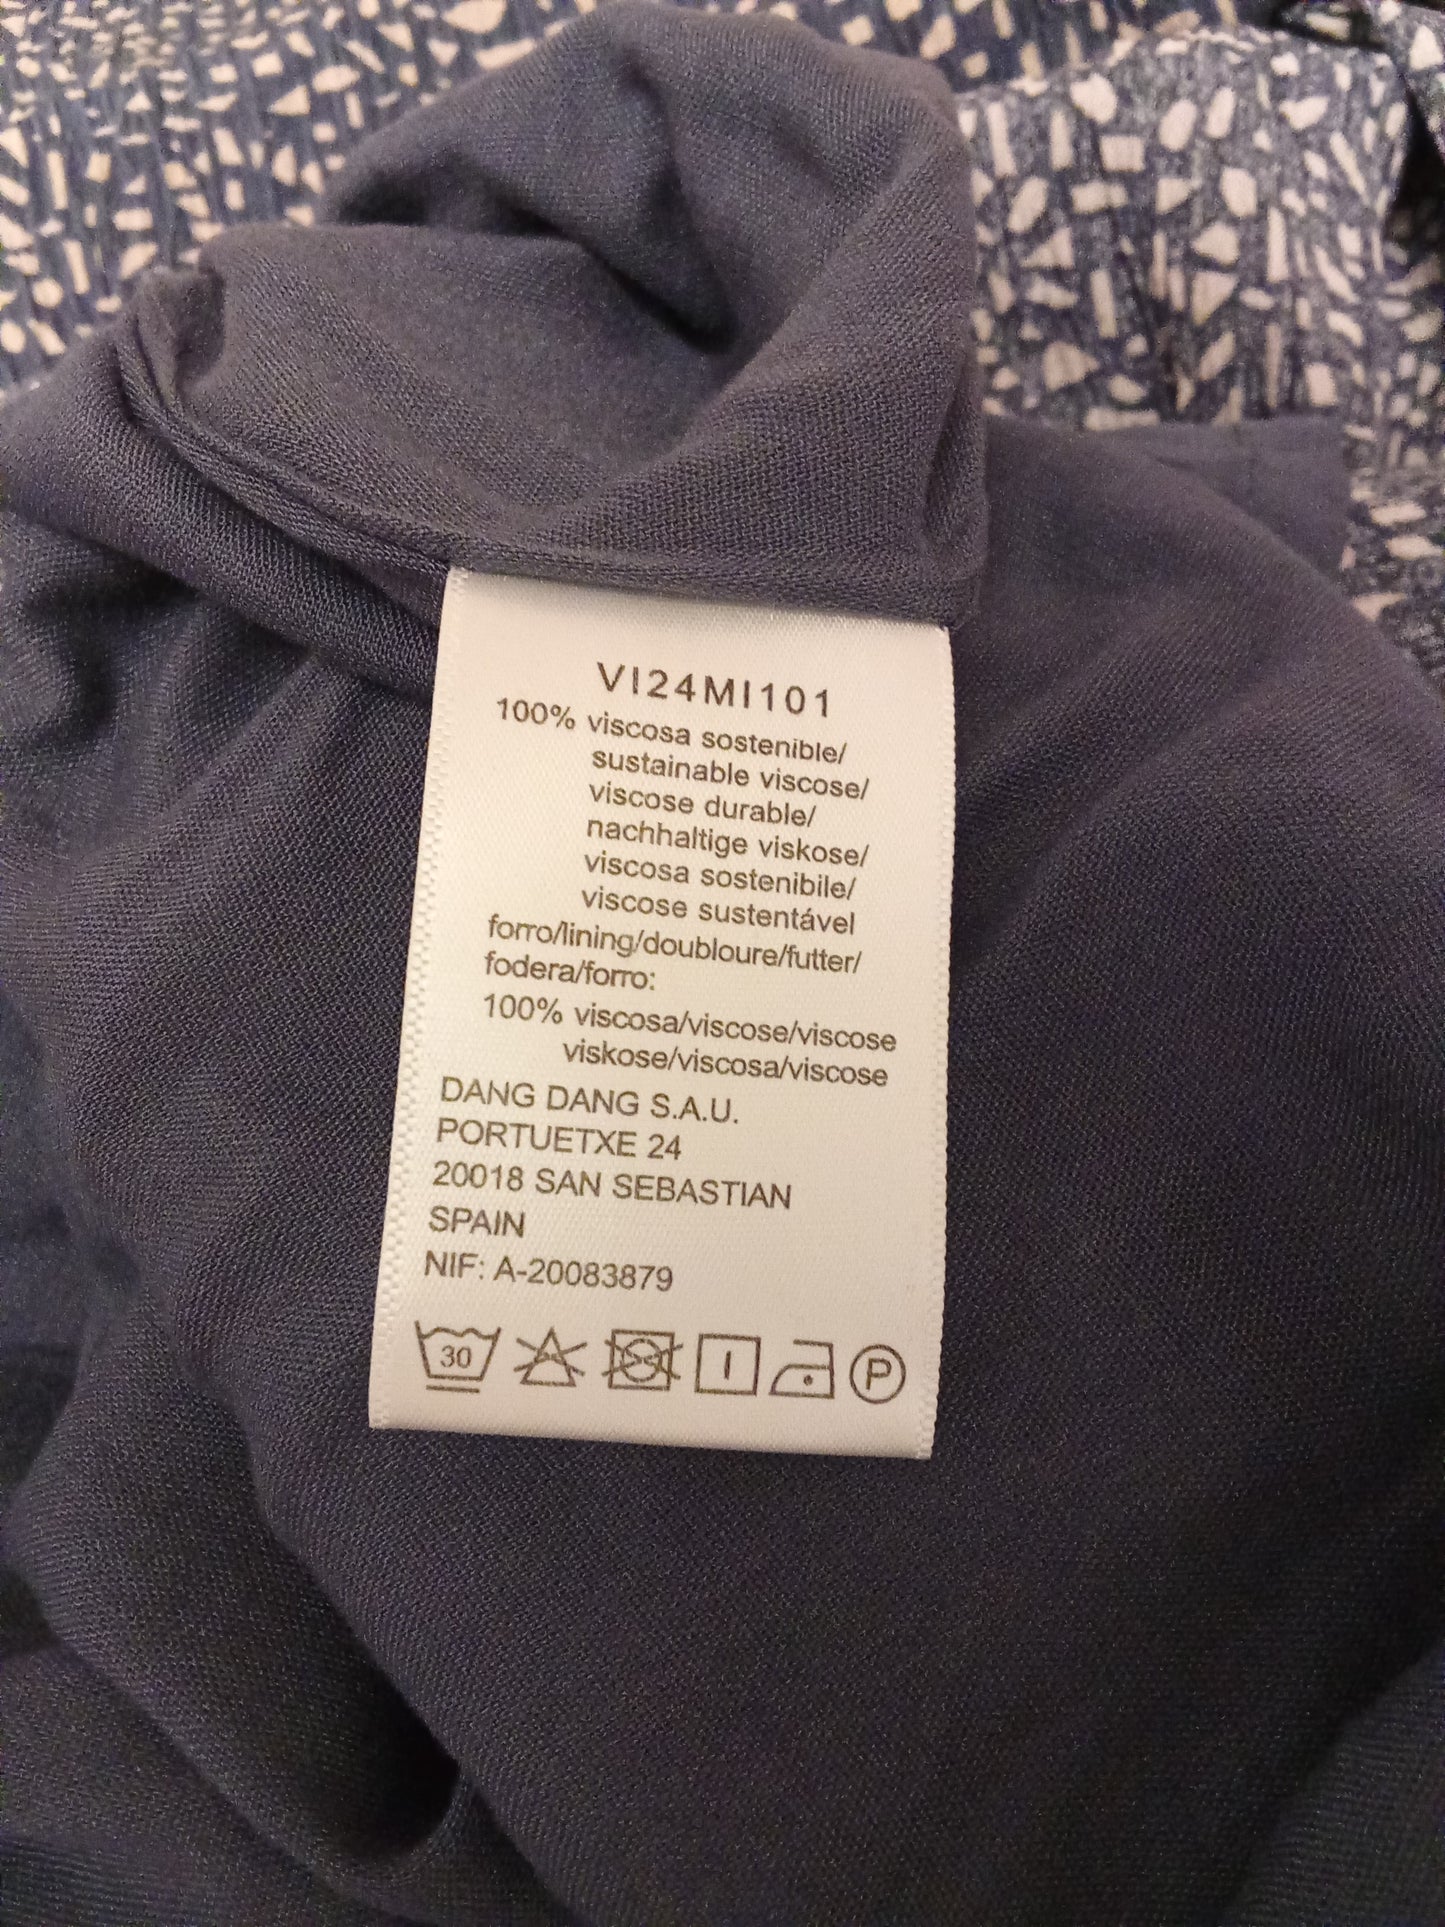 VI24MI101
100% viscosa sostenible/
sustainable viscose/
viscose durable/
nachhaltige viskose/
viscosa sostenibile/
viscose sustentável
forro/lining/doubloure/futter/
fodera/forro:
100% viscosa/viscose/viscose
viskose/viscosa/viscose
DANG DANG S.A.U.
PORTUETXE 24
20018 SAN SEBASTIAN
SPAIN
NIF: A-20083879
30 P